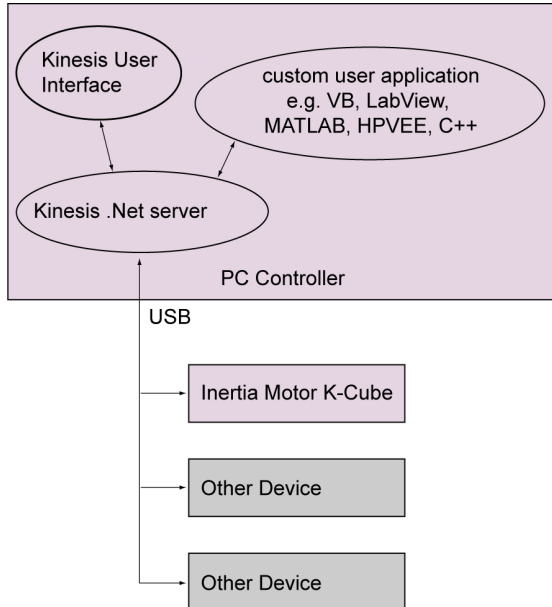 Kinesis User
Interface
custom user application
e.g. VB, LabView,
MATLAB, HPVEE, C++
Kinesis .Net server
PC Controller
USB
Inertia Motor K-Cube
Other Device
Other Device